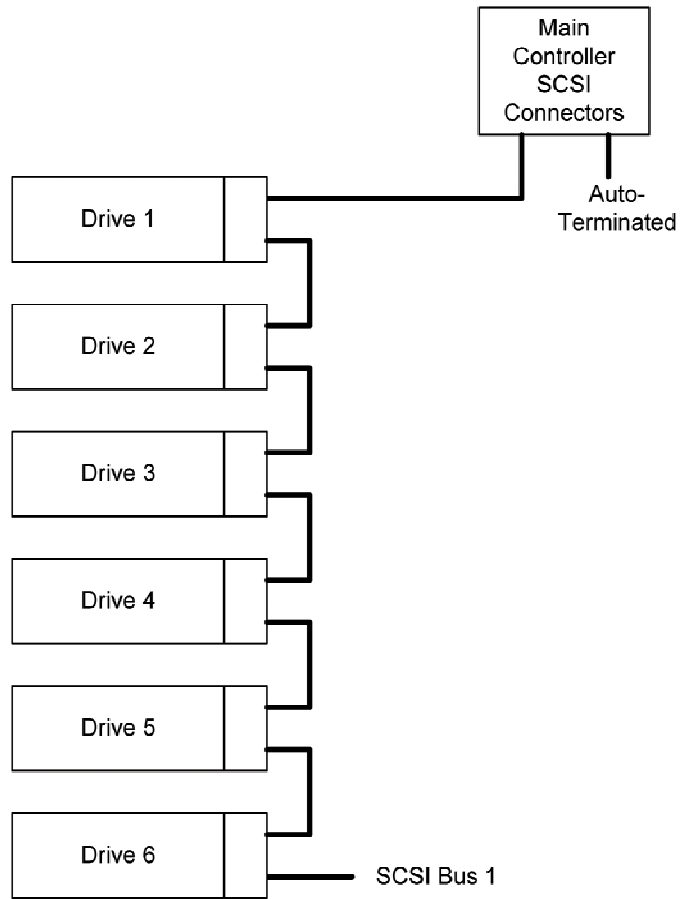 Main
Controller
SCSI
Connectors
Auto-
Terminated
Drive 1
Drive 2
Drive 3
Drive 4
Drive 5
Drive 6
SCSI Bus 1